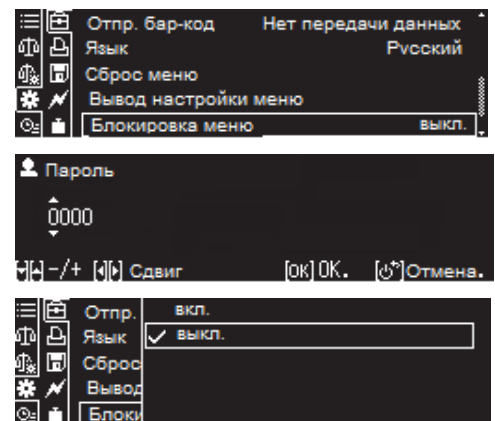 Отпр. бар-код Нет передачи данных
Язык Русский
Сброс меню
Вывод настройки меню
Блокировка меню выкл.
Пароль
0000
-/+ Сдвиг [OK] OK. Отмена.
Отпр. вкл.
Язык выкл.
Сброс
Вывод
Блоки